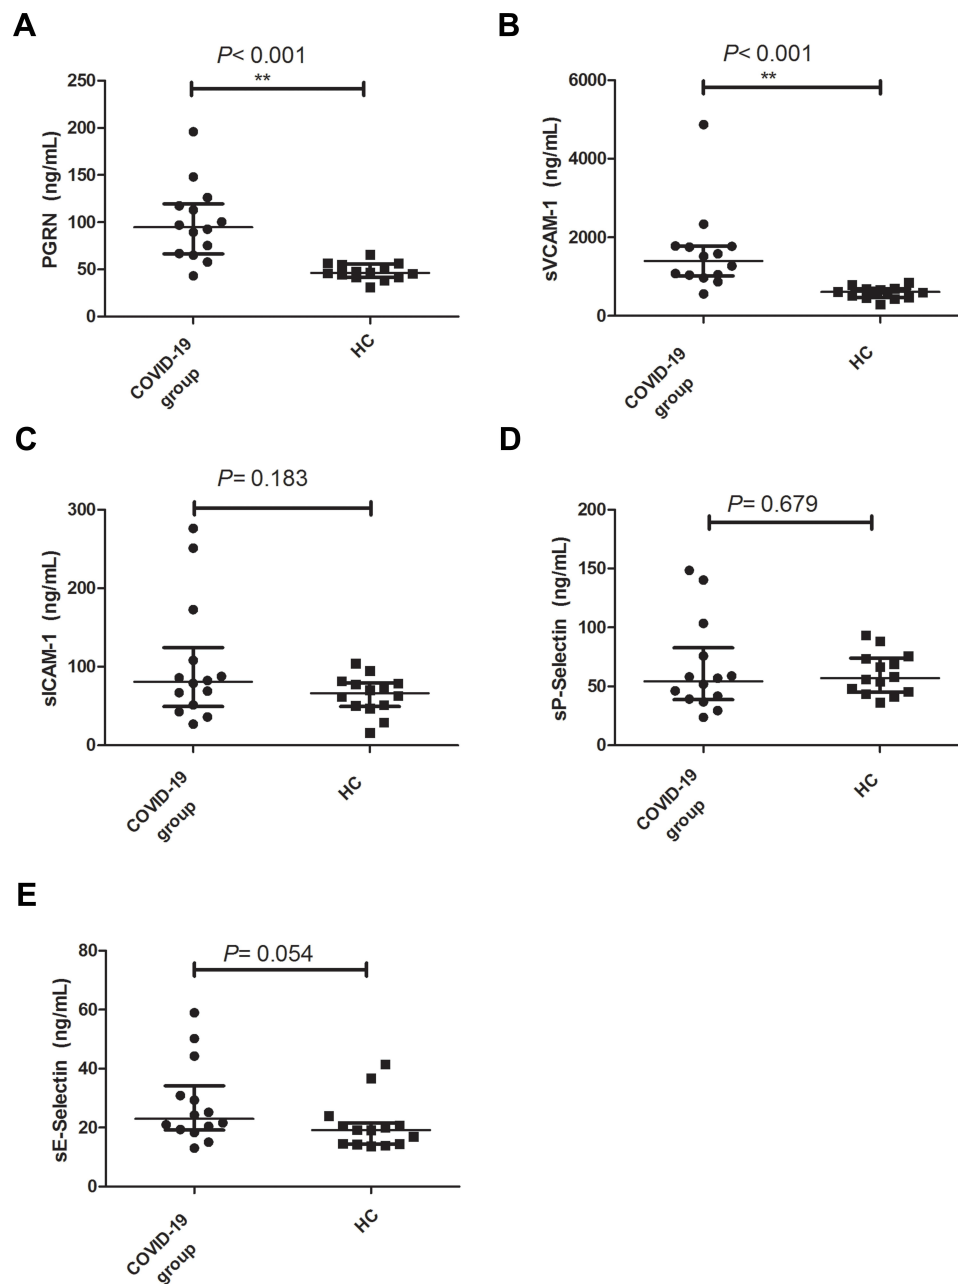 A
P< 0.001
**
PGRN (ng/mL)
250
200
150
100
50
0
COVID-19
group
HC
B
P< 0.001
**
sVCAM-1 (ng/mL)
6000
4000
2000
0
COVID-19
group
HC
C
P= 0.183
sICAM-1 (ng/mL)
300
200
100
0
COVID-19
group
HC
D
P= 0.679
sP-Selectin (ng/mL)
200
150
100
50
0
COVID-19
group
HC
E
P= 0.054
sE-Selectin (ng/mL)
80
60
40
20
0
COVID-19
group
HC